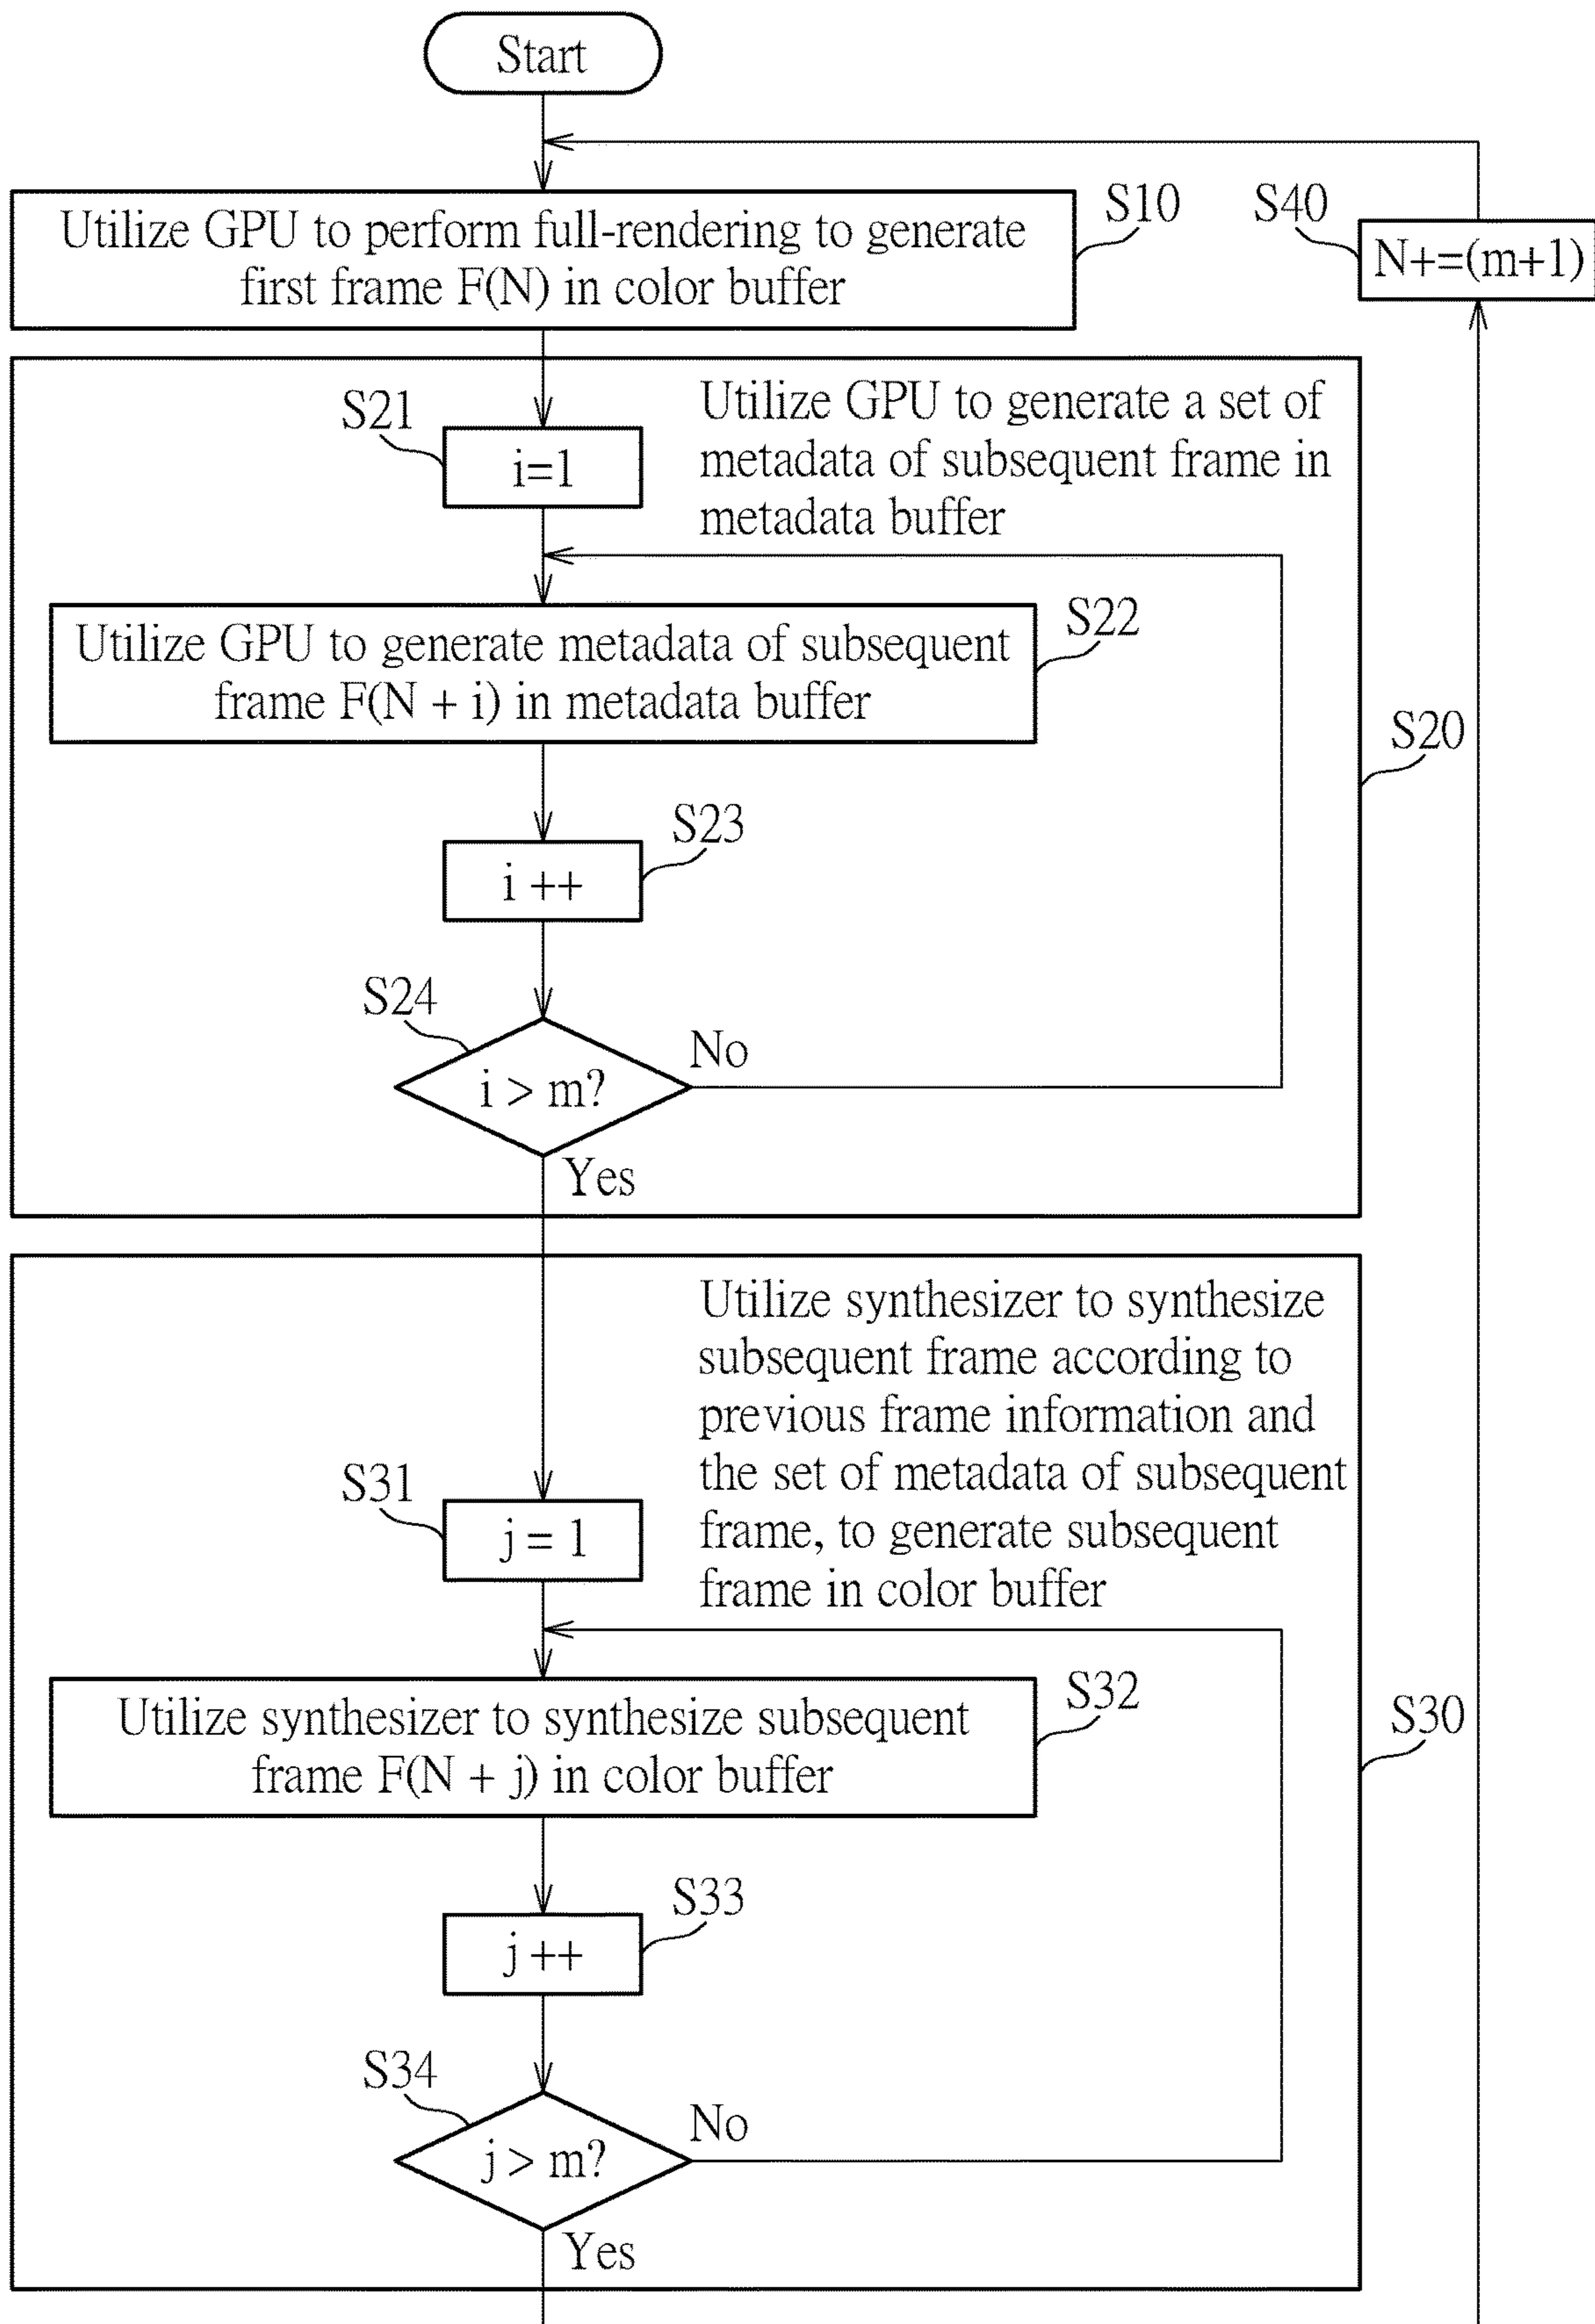 Start
Utilize GPU to perform full-rendering to generate
first frame F(N) in color buffer
S10
S40
N+=(m+1)
S21
i=1
Utilize GPU to generate a set of
metadata of subsequent frame in
metadata buffer
Utilize GPU to generate metadata of subsequent
frame F(N + i) in metadata buffer
S22
S20
S23
i ++
S24
i > m?
No
Yes
Utilize synthesizer to synthesize
subsequent frame according to
previous frame information and
the set of metadata of subsequent
frame, to generate subsequent
frame in color buffer
S31
j = 1
Utilize synthesizer to synthesize subsequent
frame F(N + j) in color buffer
S32
S30
S33
j ++
S34
j > m?
No
Yes